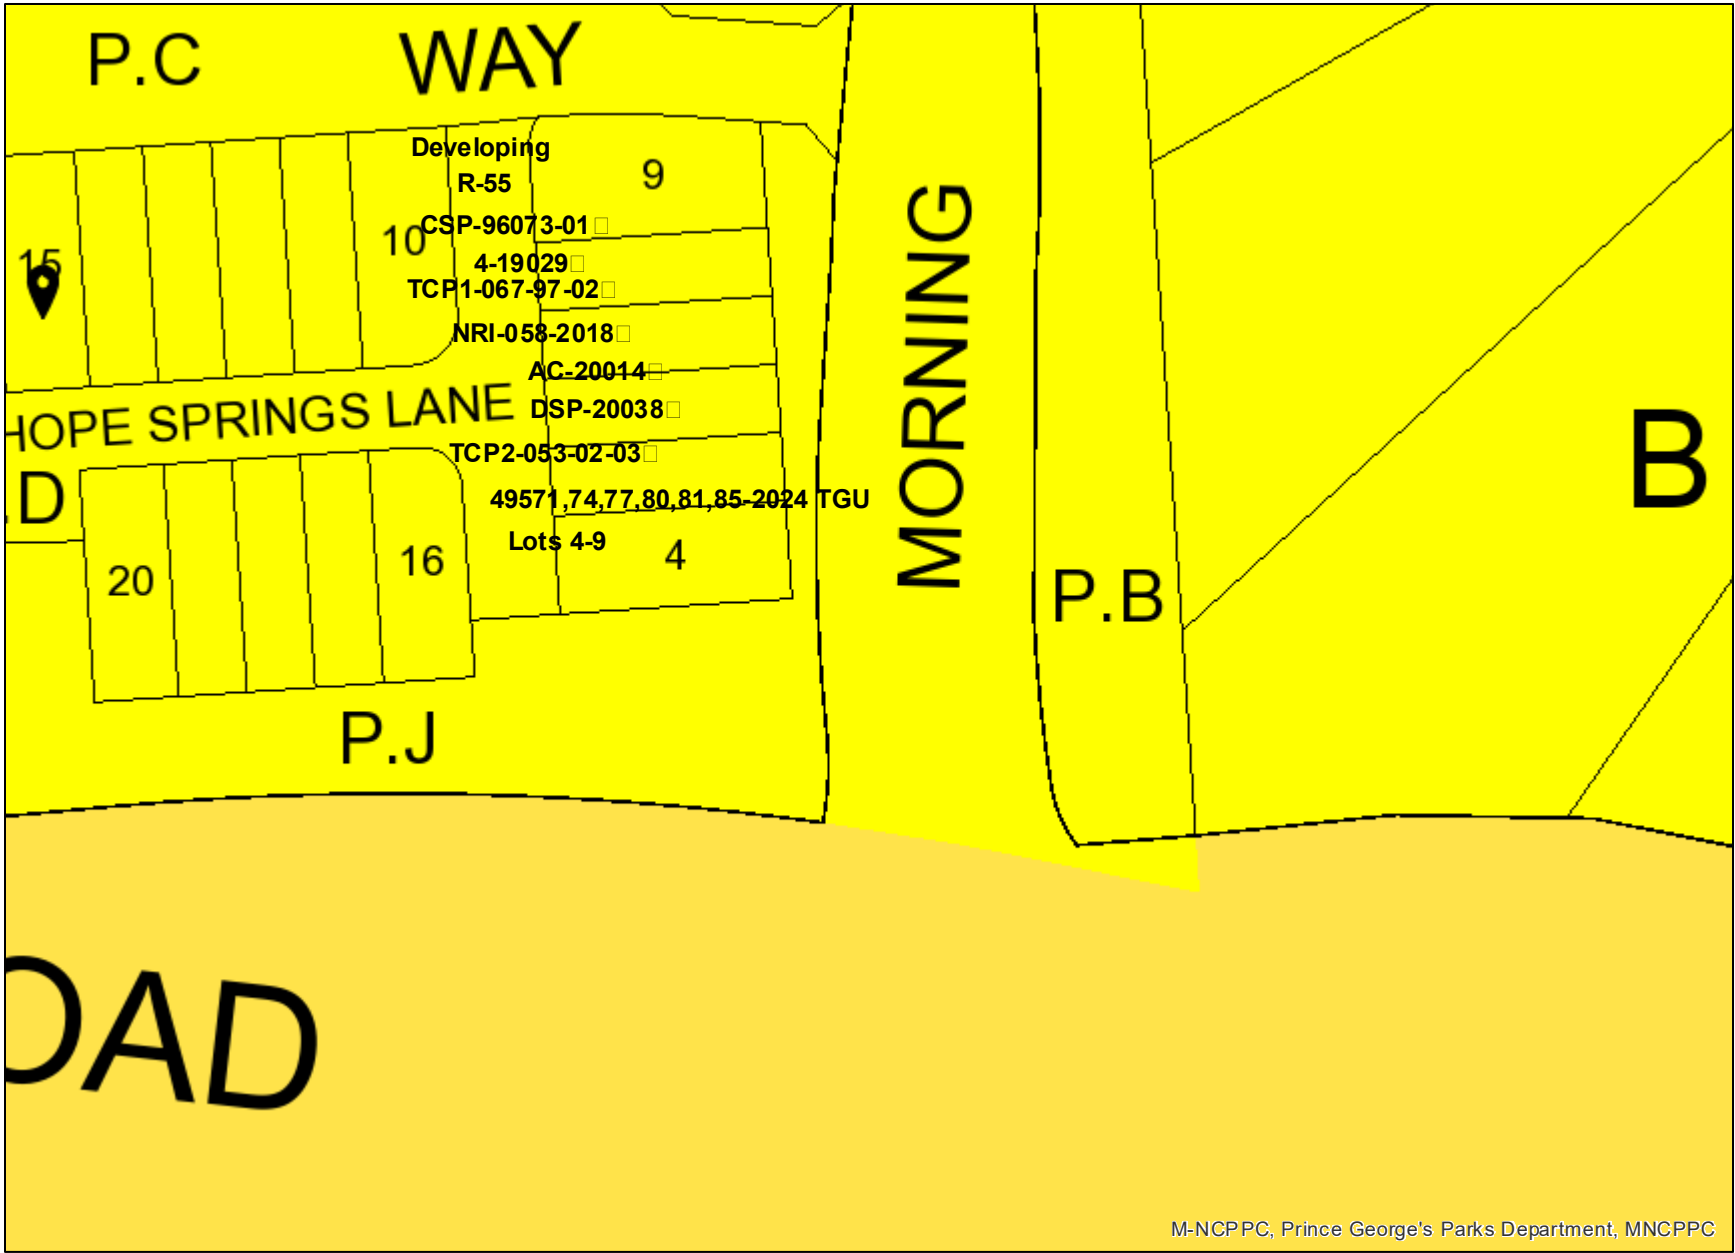 P.C
WAY
Developing
R-55
9
CSP-96073-01
10
15
4-19029
TCP1-067-97-02
NRI-058-2018
AC-20014
HOPE SPRINGS LANE
DSP-20038
TCP2-053-02-03
.D
49571,74,77,80,81,85-2024 TGU
Lots 4-9
4
16
20
MORNING
P.B
B
P.J
OAD
M-NCPPC, Prince George's Parks Department, MNCPPC